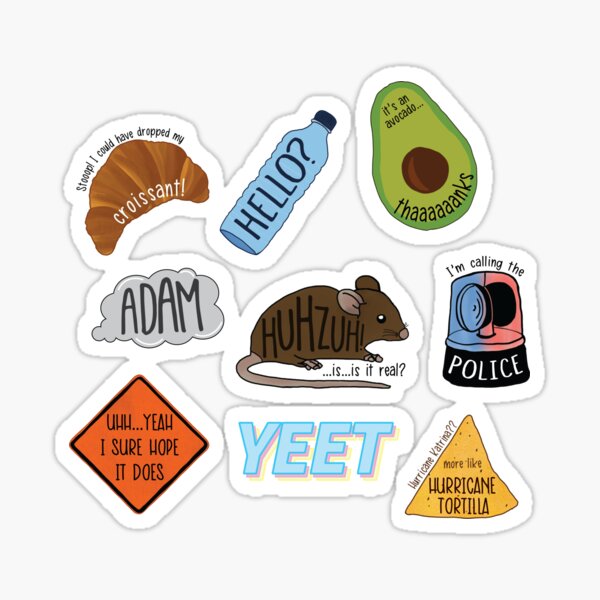 Stooop! I could have dropped my
croissant!
HELLO?
it's an
avocado...
thaaaaaanks
ADAM
HUHZUH!
...is...is it real?
I'm calling the
POLICE
UHH...YEAH
I SURE HOPE
IT DOES
YEET
Hurricane Katrina??
more like
HURRICANE
TORTILLA